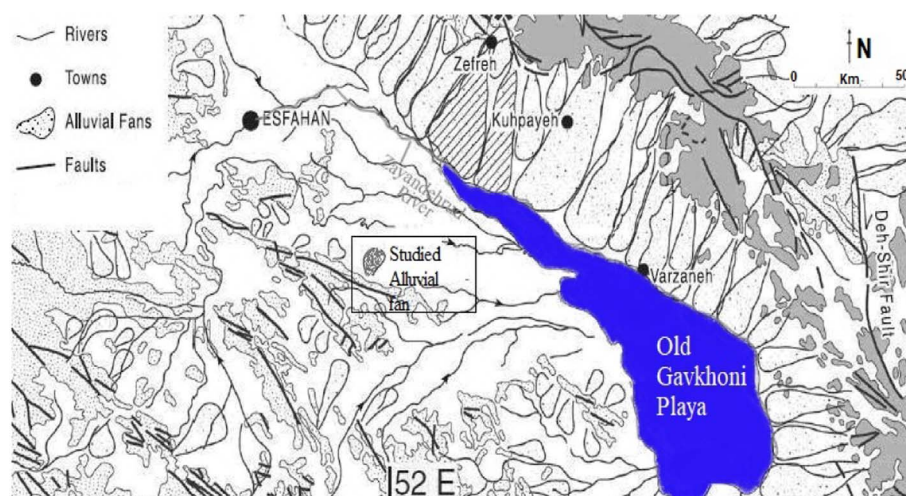 Rivers
Towns
Alluvial Fans
Faults
N
0 Km 50
Zefreh
ESFAHAN
Kuhpayeh
Zayandehrud
River
Studied
Alluvial
fan
Varzaneh
Deh-Shir Fault
Old
Gavkhoni
Playa
52 E